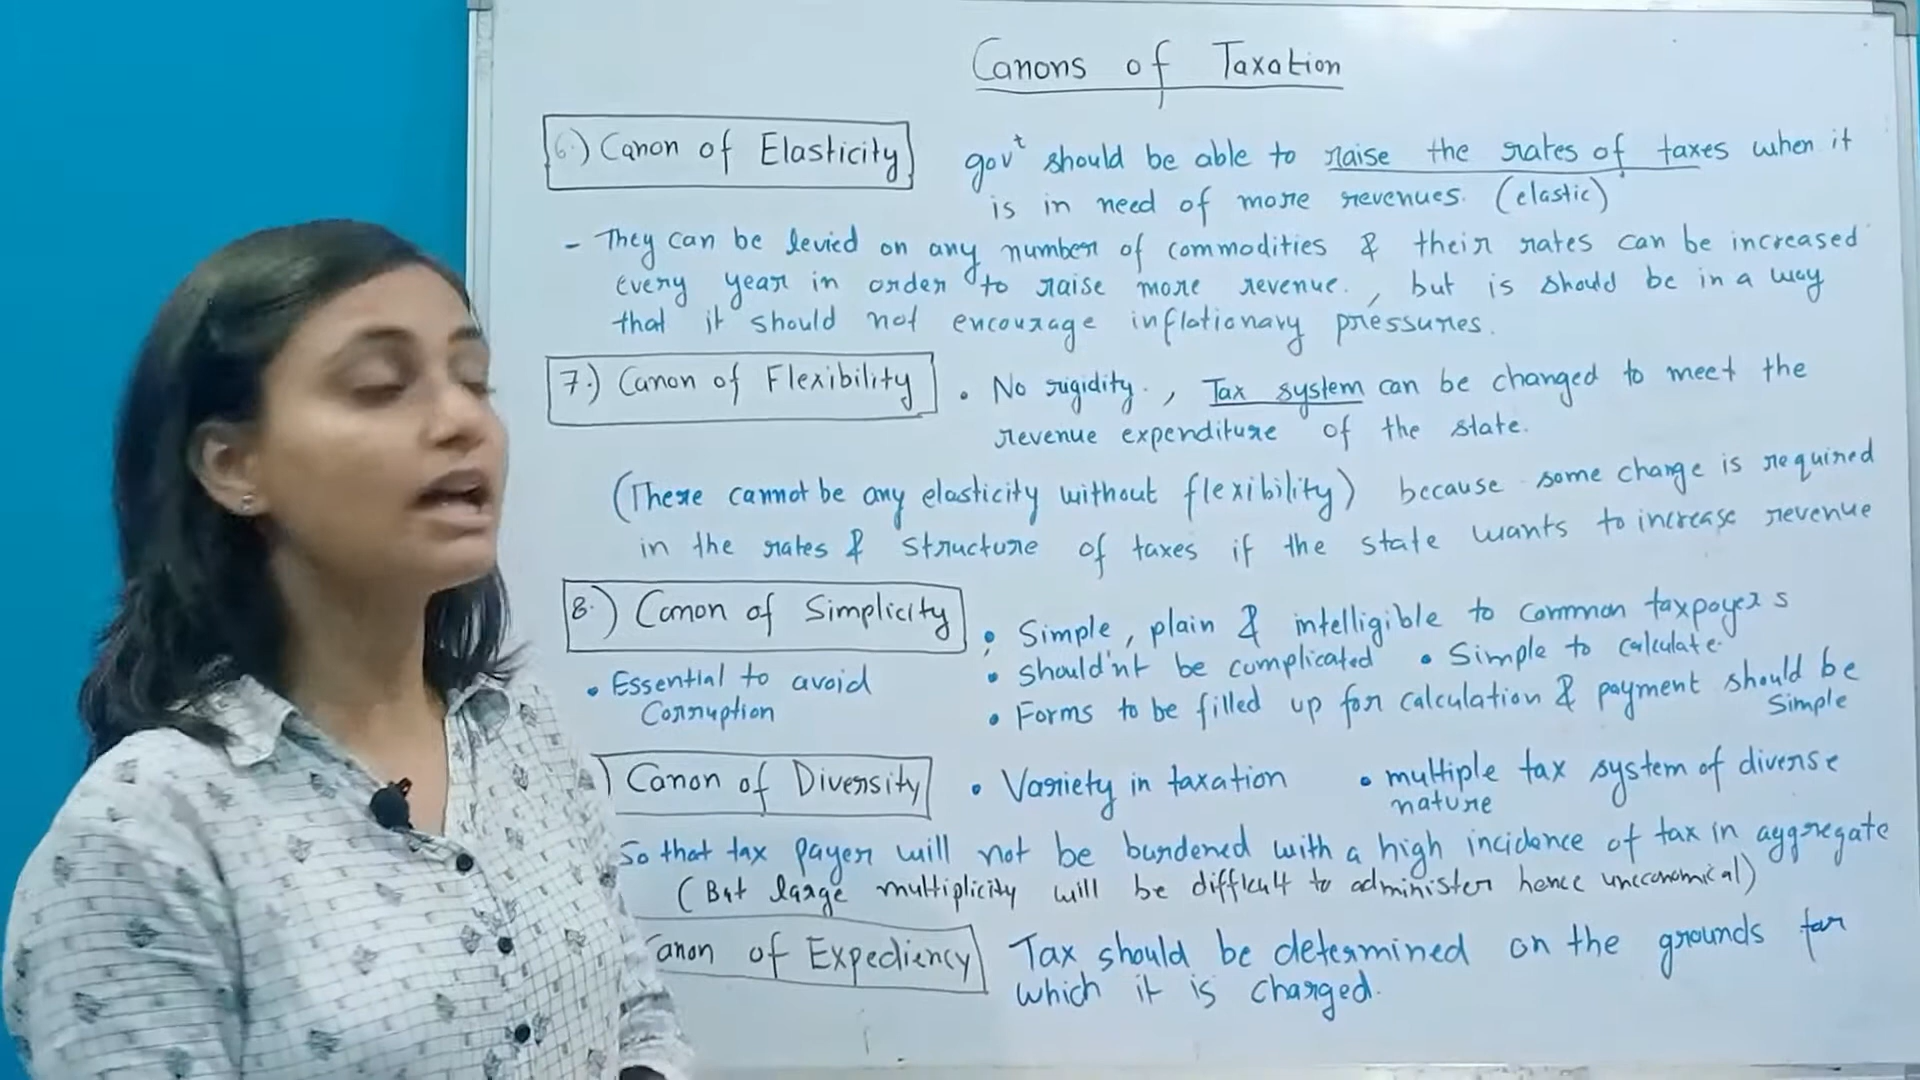 Canons of Taxation
6.) Canon of Elasticity
govt should be able to raise the rates of taxes when it
is in need of more revenues. (elastic)
- They can be levied on any number of commodities & their rates can be increased
every year in order to raise more revenue. , but is should be in a way
that it should not encourage inflationary pressures.
7.) Canon of Flexibility
• No rigidity. , Tax system can be changed to meet the
revenue expenditure of the state.
(There cannot be any elasticity without flexibility) because some change is required
in the rates & structure of taxes if the state wants to increase revenue
8.) Canon of Simplicity
• Simple, plain & intelligible to common taxpayers
• should'nt be complicated • Simple to calculate.
• Forms to be filled up for calculation & payment should be
Simple
• Essential to avoid
Corruption
) Canon of Diversity
• Variety in taxation
• multiple tax system of diverse
nature
So that tax payer will not be burdened with a high incidence of tax in aggregate
(But large multiplicity will be difficult to administer hence uneconomical)
Canon of Expediency
Tax should be determined on the grounds for
which it is charged.